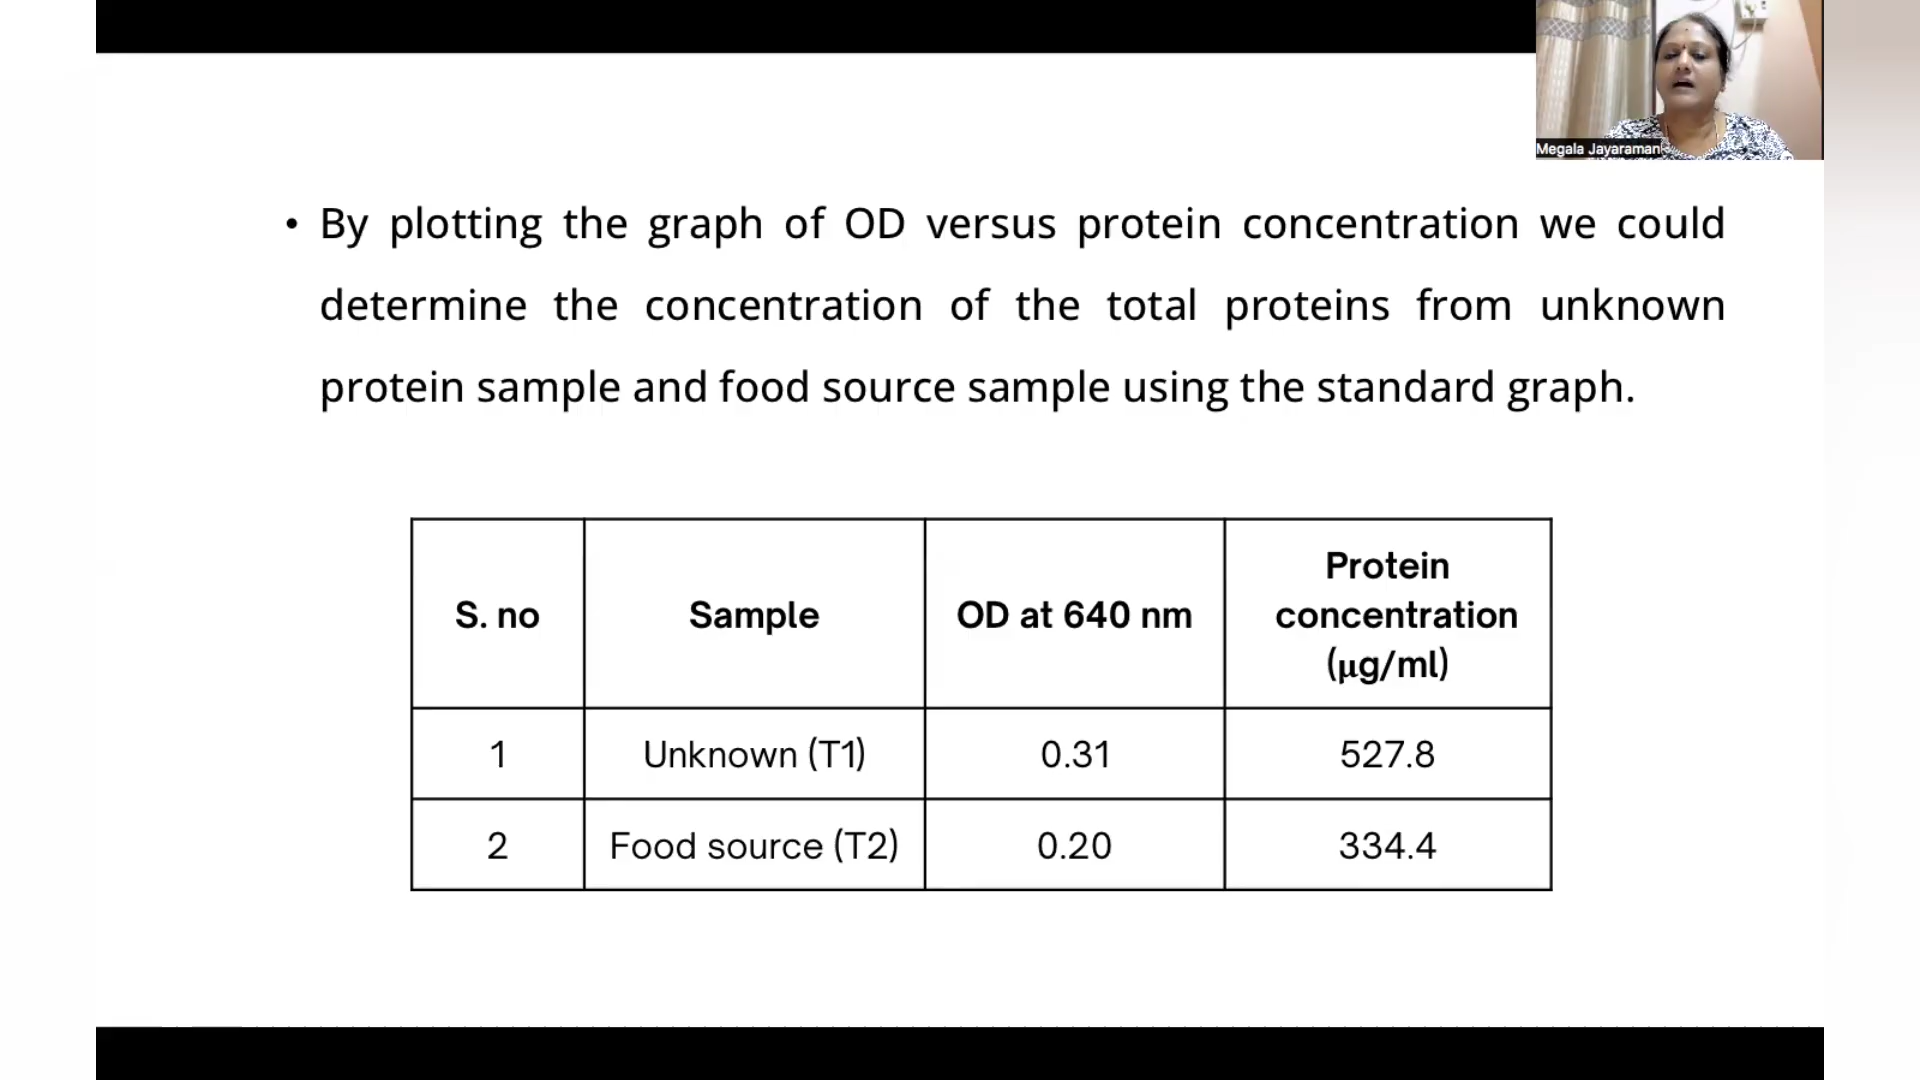 Megala Jayaraman
• By plotting the graph of OD versus protein concentration we could
determine the concentration of the total proteins from unknown
protein sample and food source sample using the standard graph.
S. no Sample OD at 640 nm Protein concentration (µg/ml)
1 Unknown (T1) 0.31 527.8
2 Food source (T2) 0.20 334.4